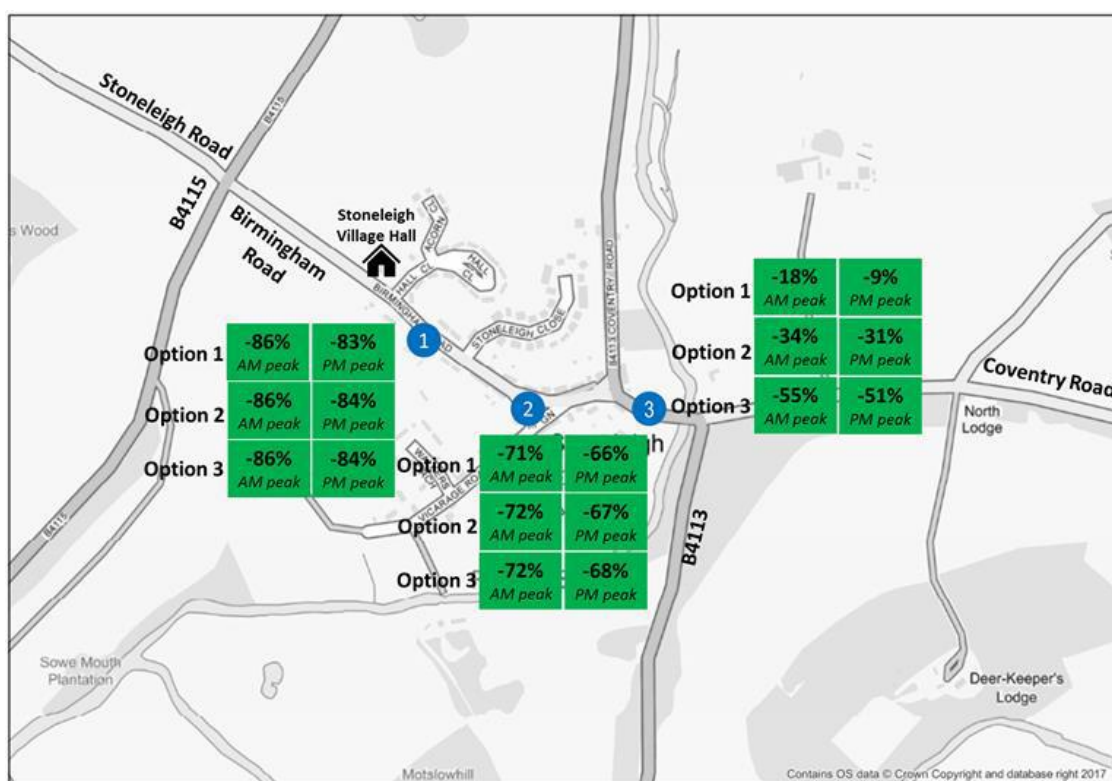 Stoneleigh Road
B4115
B4115
Birmingham
Road
s Wood
Stoneleigh
Village Hall
ACORN
CL
HALL CL
HALL
CL
BIRMINGHA
AD
STONELEIGH CLOSE
B4113 COVENTRY ROAD
1
2
3
Option 1
-18%
AM peak
-9%
PM peak
Option 2
-34%
AM peak
-31%
PM peak
Option 3
-55%
AM peak
-51%
PM peak
Coventry Road
North
Lodge
Option 1
-86%
AM peak
-83%
PM peak
Option 2
-86%
AM peak
-84%
PM peak
Option 3
-86%
AM peak
-84%
PM peak
Option 1
-71%
AM peak
-66%
PM peak
Option 2
-72%
AM peak
-67%
PM peak
Option 3
-72%
AM peak
-68%
PM peak
VICARAGE ROA
B4115
B4113
Sowe Mouth
Plantation
Deer-Keeper's
Lodge
Motslowhill
Contains OS data © Crown Copyright and database right 2017